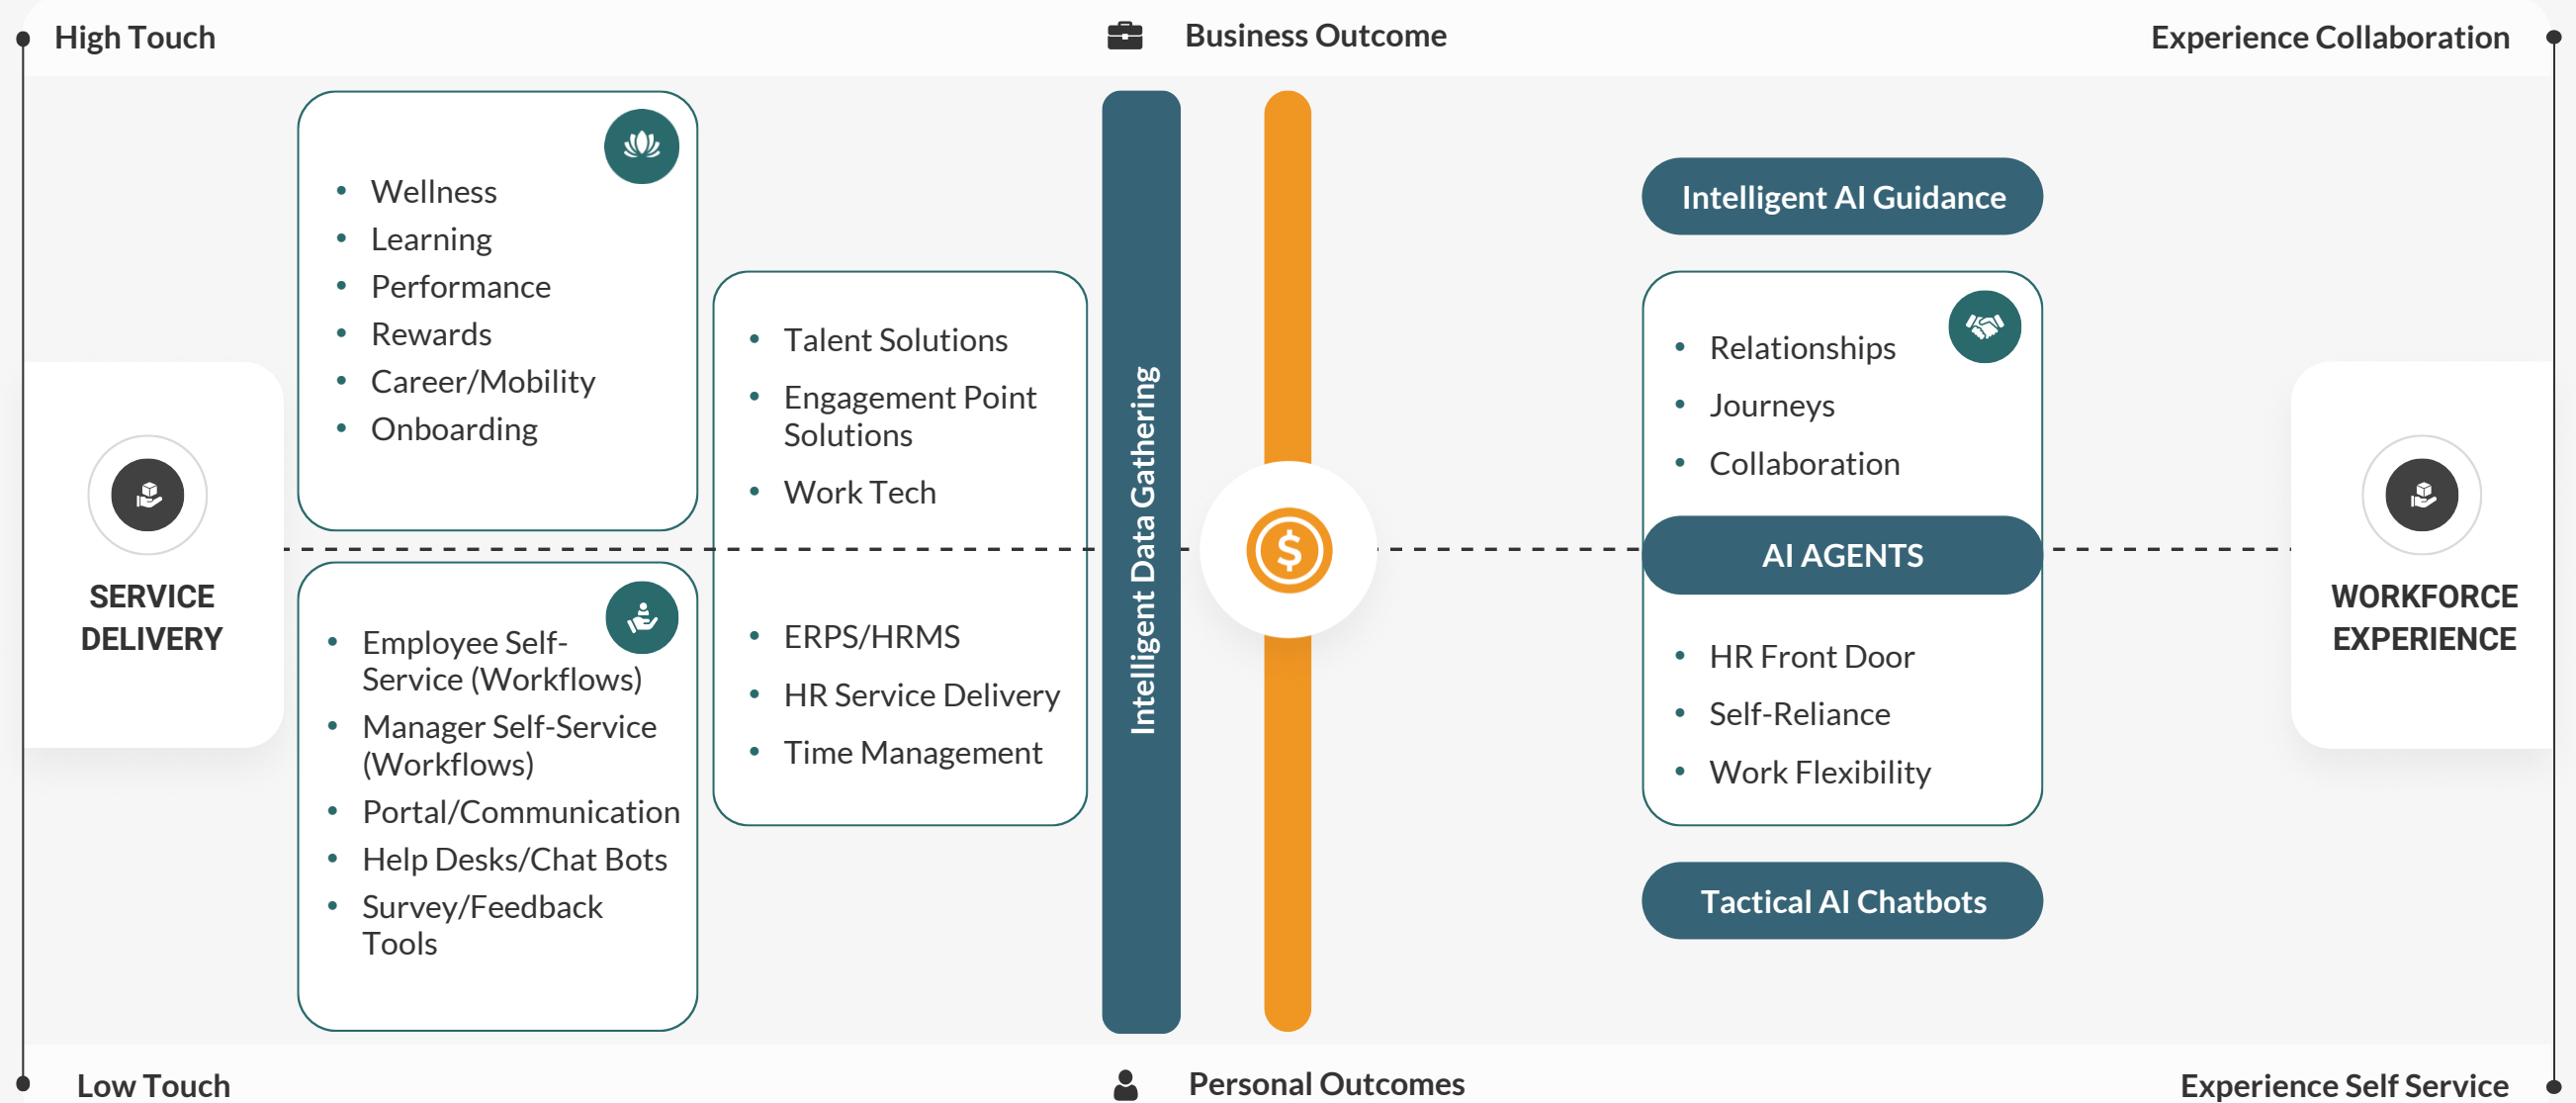 High Touch
Business Outcome
Experience Collaboration
Wellness
Learning
Performance
Rewards
Career/Mobility
Onboarding
Talent Solutions
Engagement Point
Solutions
Work Tech
SERVICE
DELIVERY
Employee Self-
Service (Workflows)
Manager Self-Service
(Workflows)
Portal/Communication
Help Desks/Chat Bots
Survey/Feedback
Tools
ERPS/HRMS
HR Service Delivery
Time Management
Intelligent Data Gathering
$
Intelligent AI Guidance
Relationships
Journeys
Collaboration
AI AGENTS
HR Front Door
Self-Reliance
Work Flexibility
Tactical AI Chatbots
WORKFORCE
EXPERIENCE
Low Touch
Personal Outcomes
Experience Self Service